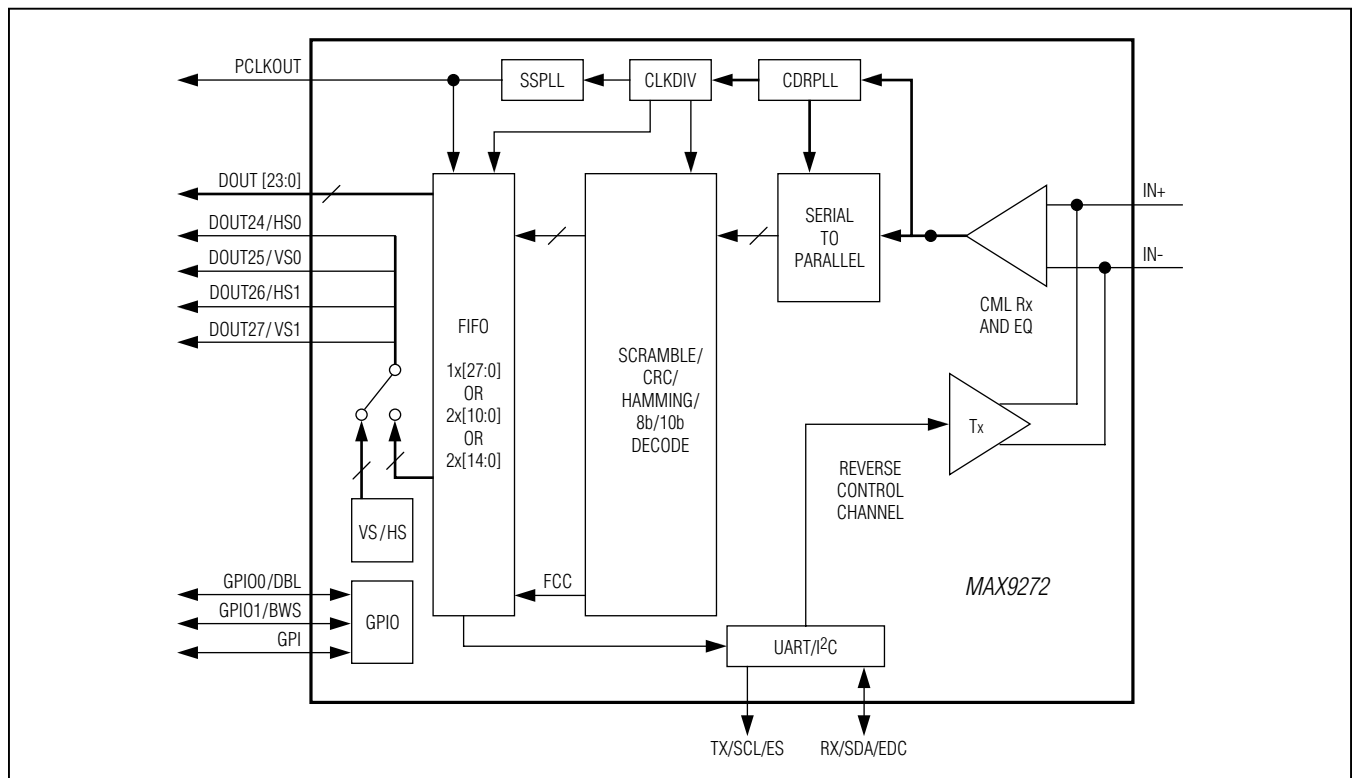 PCLKOUT
SSPLL
CLKDIV
CDRPLL
DOUT [23:0]
DOUT24/HS0
DOUT25/VS0
DOUT26/HS1
DOUT27/VS1
FIFO
1x[27:0]
OR
2x[10:0]
OR
2x[14:0]
SCRAMBLE/
CRC/
HAMMING/
8b/10b
DECODE
SERIAL
TO
PARALLEL
IN+
IN-
CML Rx
AND EQ
Tx
REVERSE
CONTROL
CHANNEL
VS/HS
FCC
GPIO0/DBL
GPIO1/BWS
GPI
GPIO
UART/I²C
MAX9272
TX/SCL/ES
RX/SDA/EDC